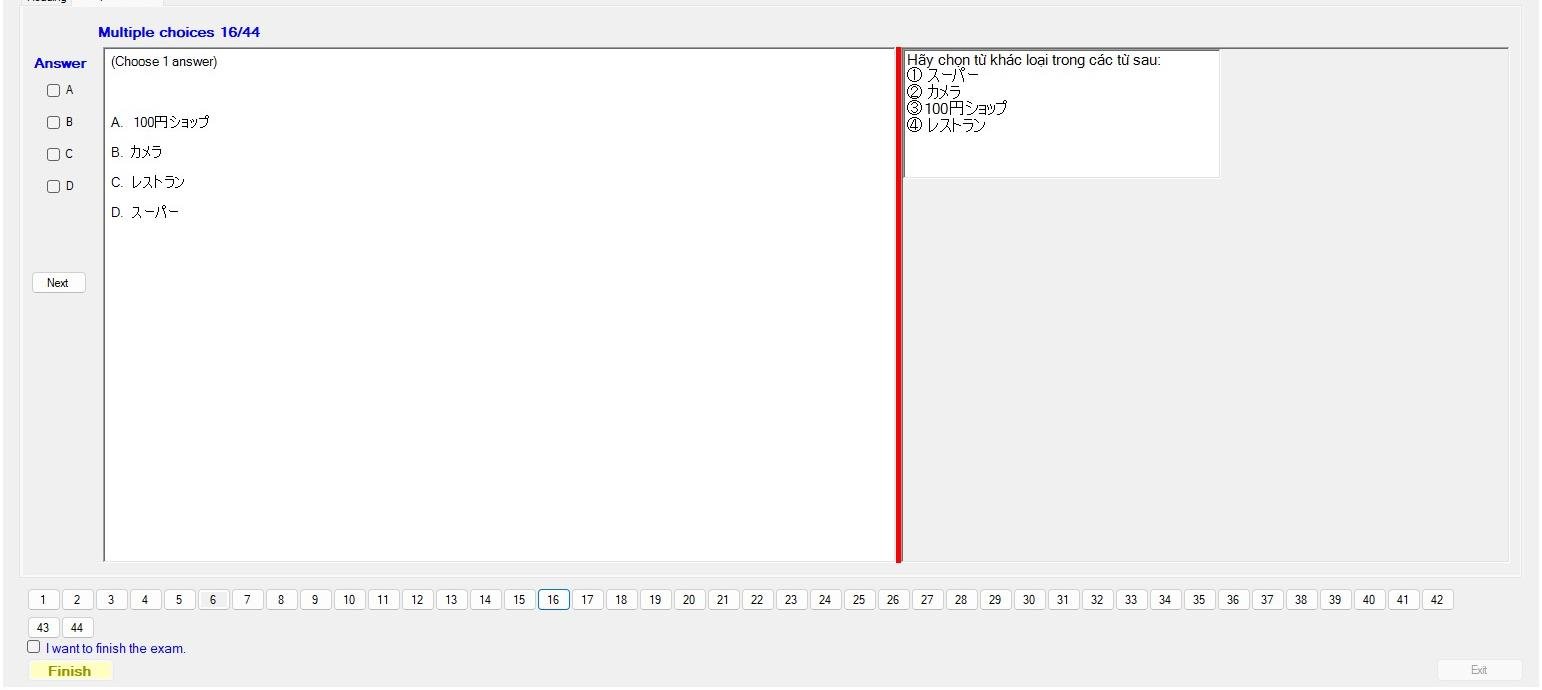 Multiple choices 16/44
Answer
A
B
C
D
Next
(Choose 1 answer)
A. 100円ショップ
B. カメラ
C. レストラン
D. スーパー
Hãy chọn từ khác loại trong các từ sau:
① スーパー
② カメラ
③ 100円ショップ
④ レストラン
1 2 3 4 5 6 7 8 9 10 11 12 13 14 15 16 17 18 19 20 21 22 23 24 25 26 27 28 29 30 31 32 33 34 35 36 37 38 39 40 41 42
43 44
I want to finish the exam.
Finish
Exit